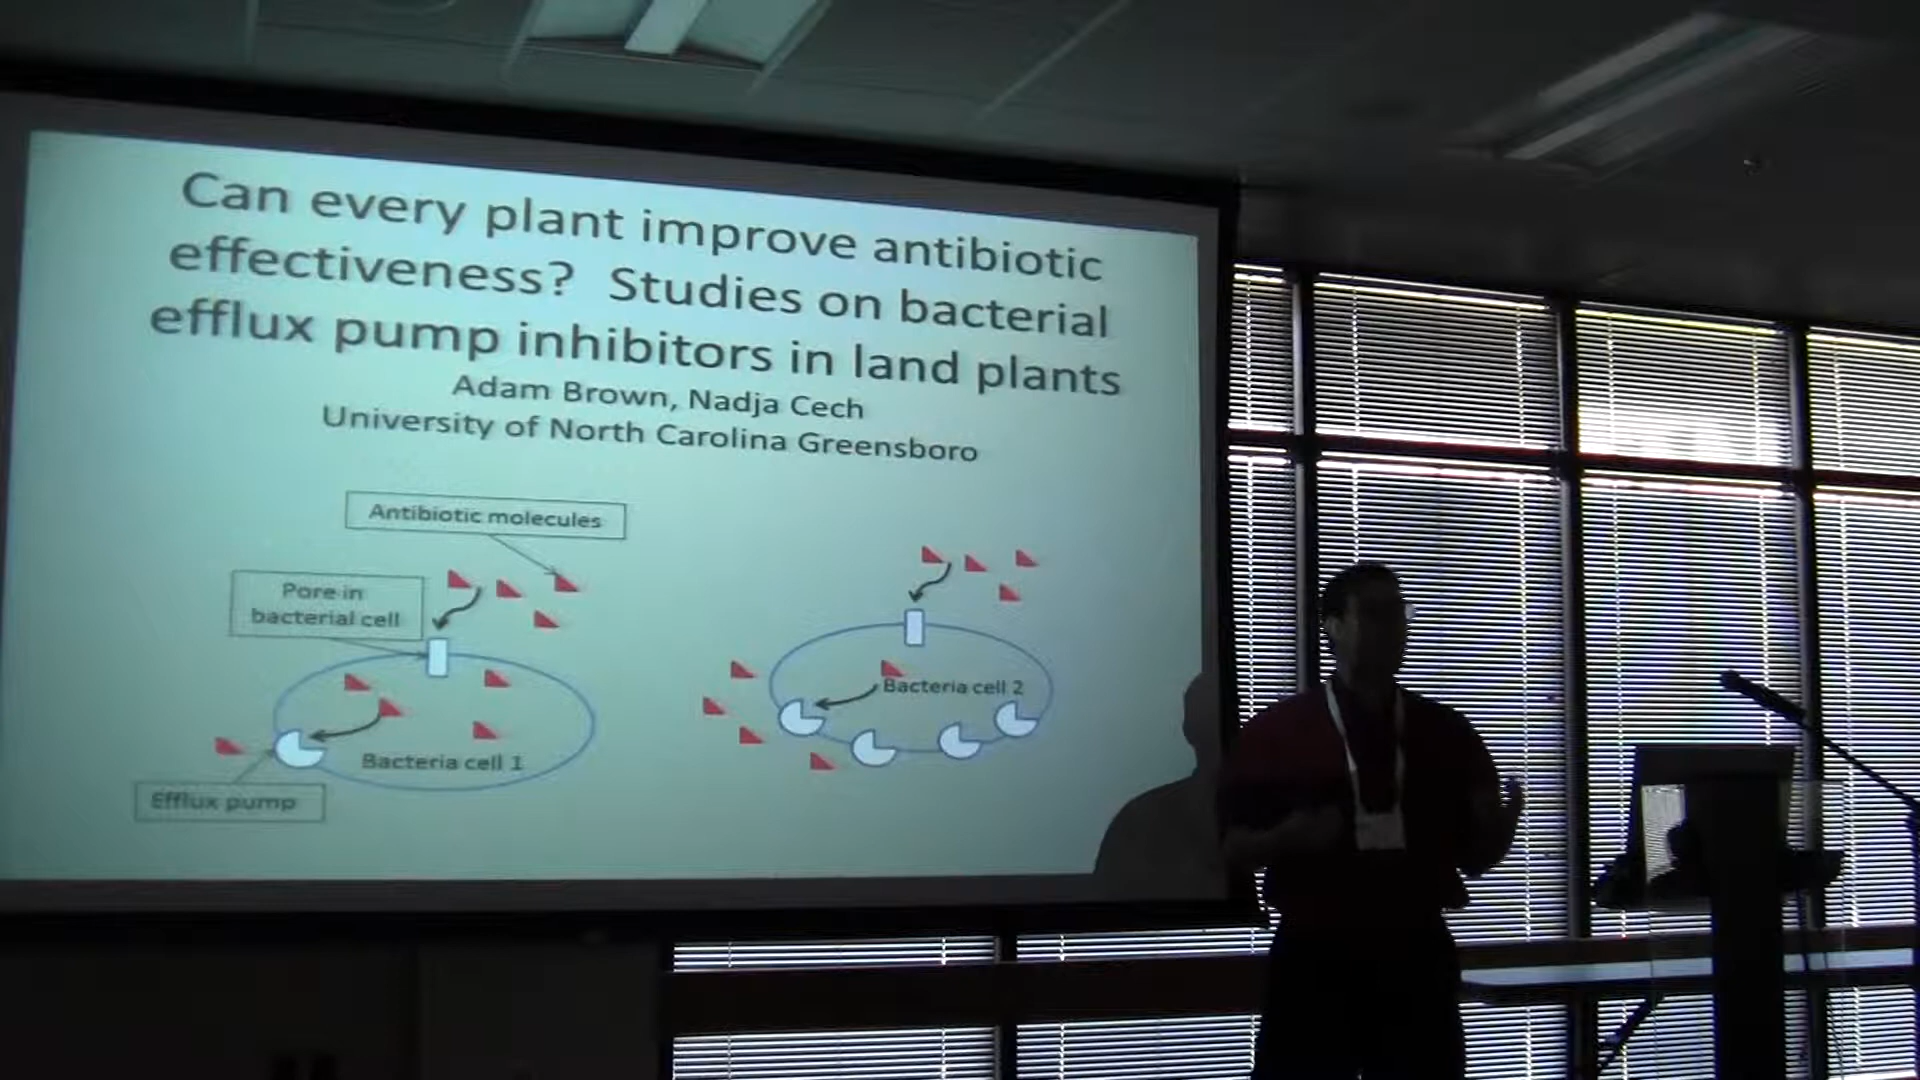 Can every plant improve antibiotic
effectiveness? Studies on bacterial
efflux pump inhibitors in land plants
Adam Brown, Nadja Cech
University of North Carolina Greensboro
Antibiotic molecules
Pore in
bacterial cell
Bacteria cell 1
Efflux pump
Bacteria cell 2